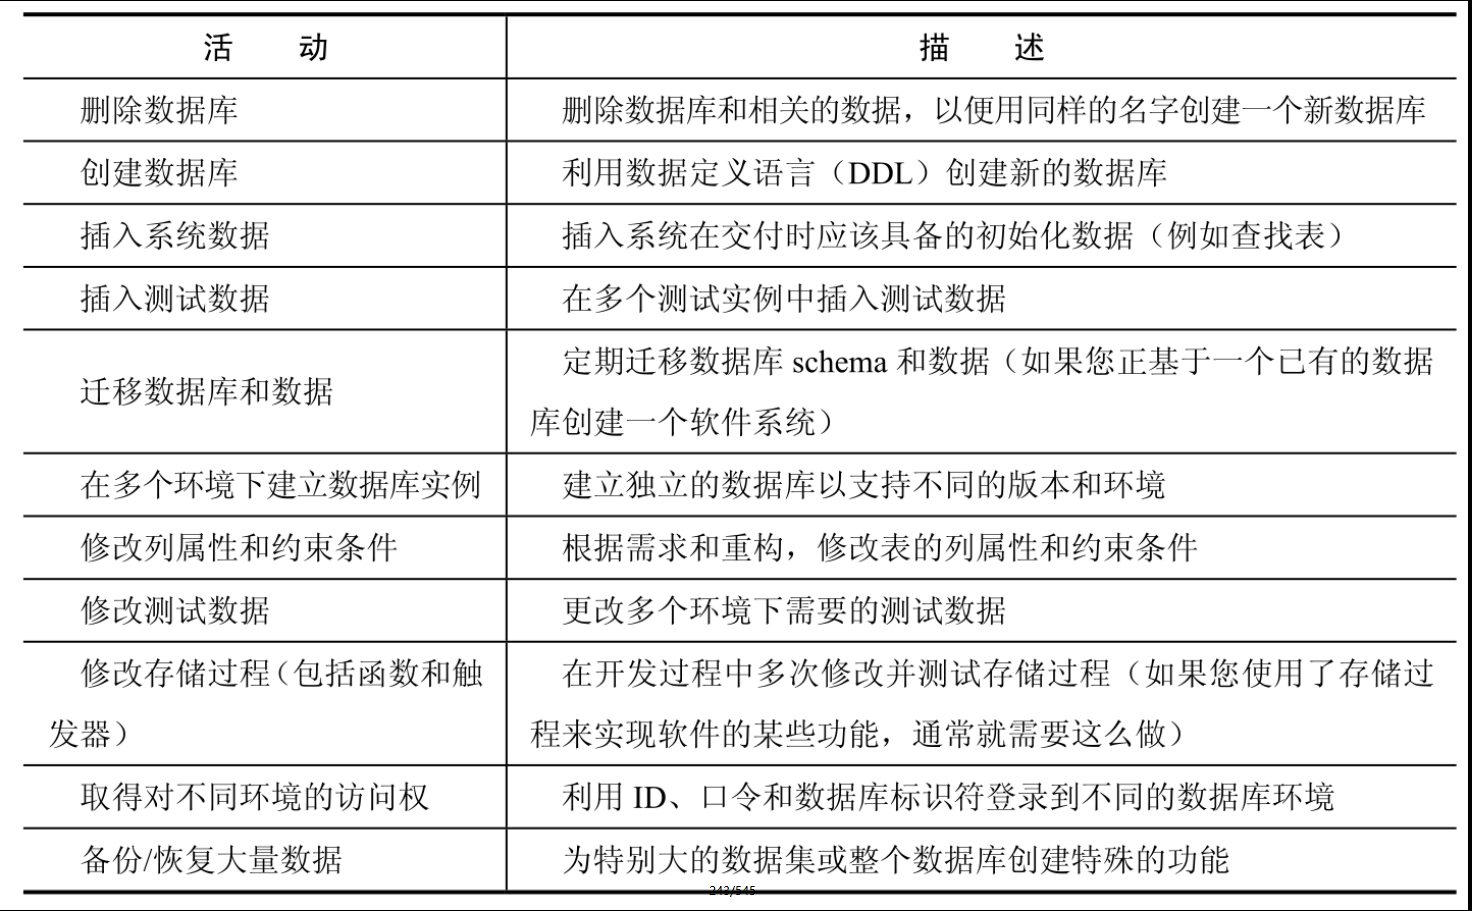 活 动 描 述
删除数据库 删除数据库和相关的数据，以便用同样的名字创建一个新数据库
创建数据库 利用数据定义语言（DDL）创建新的数据库
插入系统数据 插入系统在交付时应该具备的初始化数据（例如查找表）
插入测试数据 在多个测试实例中插入测试数据
迁移数据库和数据 定期迁移数据库 schema 和数据（如果您正基于一个已有的数据
库创建一个软件系统）
在多个环境下建立数据库实例 建立独立的数据库以支持不同的版本和环境
修改列属性和约束条件 根据需求和重构，修改表的列属性和约束条件
修改测试数据 更改多个环境下需要的测试数据
修改存储过程（包括函数和触 在开发过程中多次修改并测试存储过程（如果您使用了存储过
发器） 程来实现软件的某些功能，通常就需要这么做）
取得对不同环境的访问权 利用 ID、口令和数据库标识符登录到不同的数据库环境
备份/恢复大量数据 为特别大的数据集或整个数据库创建特殊的功能
243/545